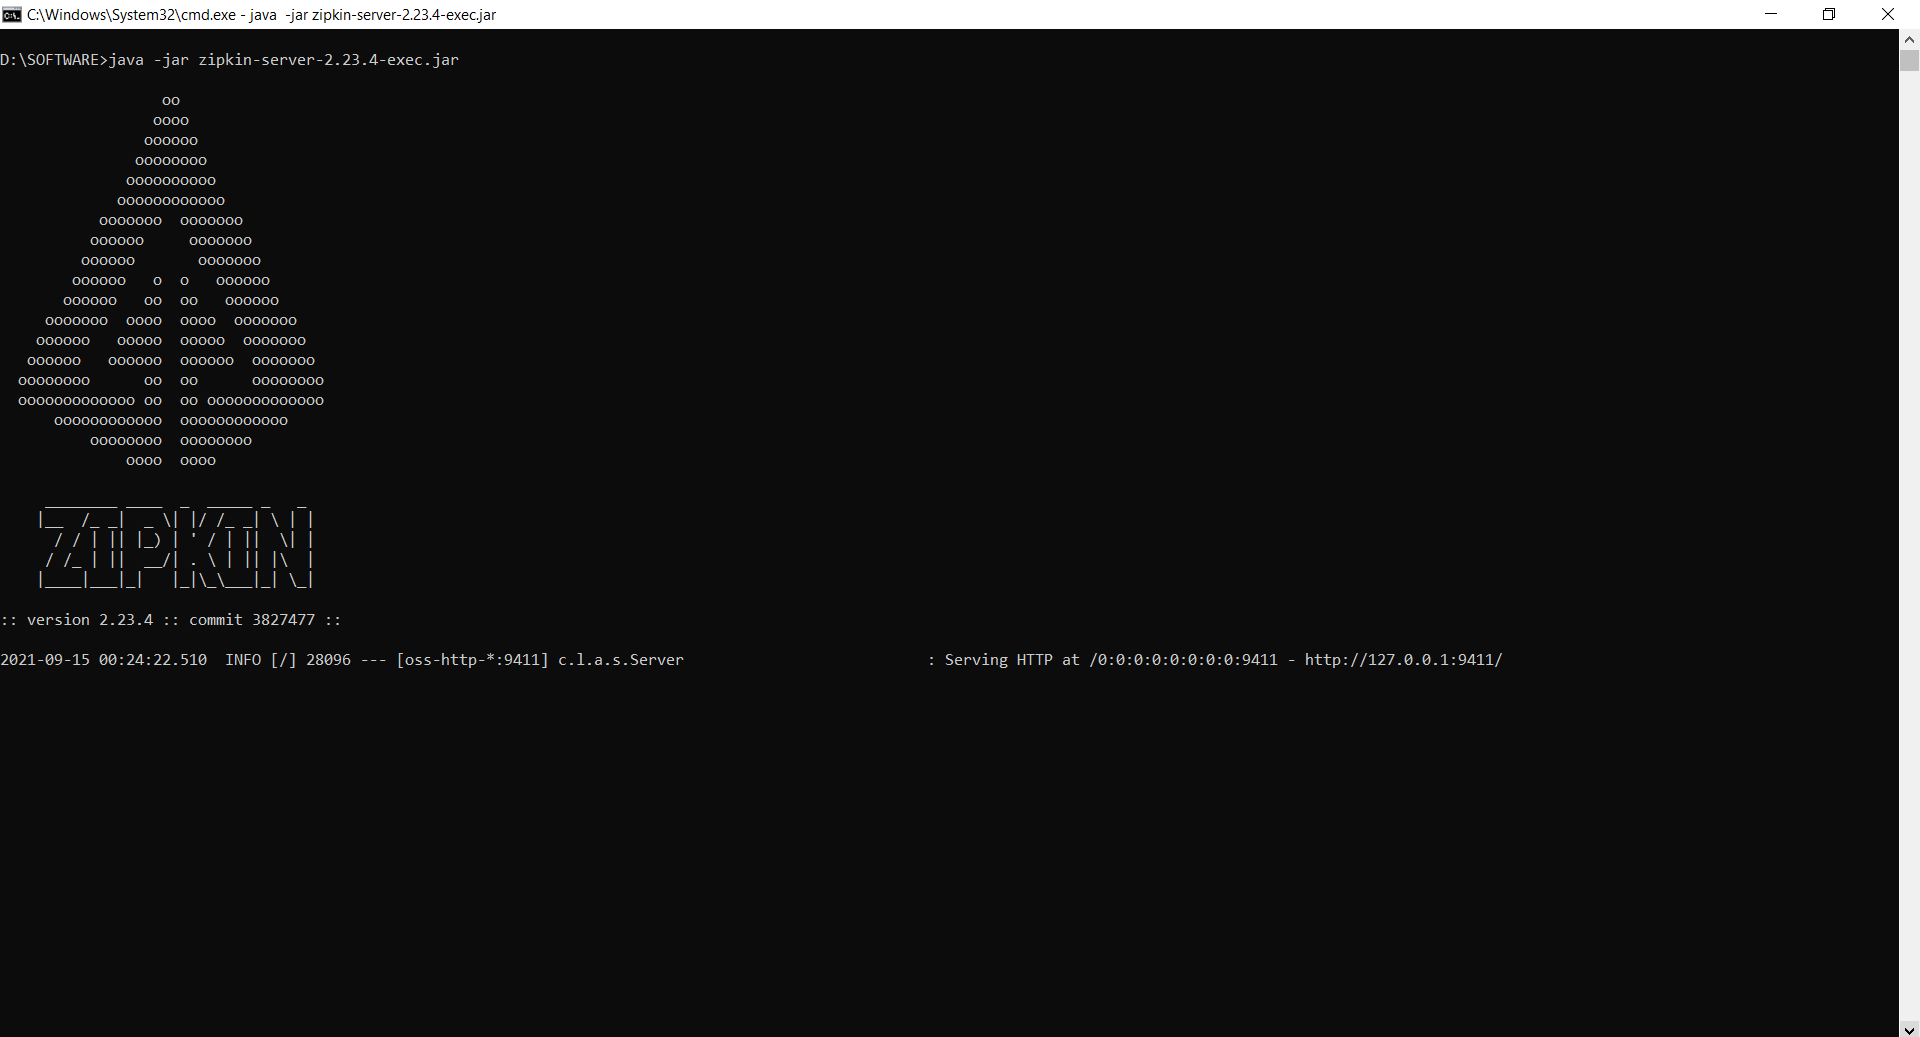 C:\Windows\System32\cmd.exe - java  -jar zipkin-server-2.23.4-exec.jar
D:\SOFTWARE>java -jar zipkin-server-2.23.4-exec.jar
                  oo
                 oooo
                oooooo
               oooooooo
              oooooooooo
             oooooooooooo
           ooooooo  ooooooo
          oooooo     ooooooo
         oooooo       ooooooo
        oooooo   o  o   oooooo
       oooooo   oo  oo   oooooo
     ooooooo  oooo  oooo  ooooooo
    oooooo   ooooo  ooooo  ooooooo
   oooooo   oooooo  oooooo  ooooooo
  oooooooo      oo  oo      oooooooo
  ooooooooooooo oo  oo ooooooooooooo
      oooooooooooo  oooooooooooo
          oooooooo  oooooooo
              oooo  oooo
     ________ ____  _  _____ _   _
    |__  /_ _|  _ \| |/ /_ _| \ | |
      / / | || |_) | ' / | ||  \| |
     / /_ | ||  __/| . \ | || |\  |
    |____|___|_|   |_|\_\___|_| \_|
:: version 2.23.4 :: commit 3827477 ::
2021-09-15 00:24:22.510  INFO [/] 28096 --- [oss-http-*:9411] c.l.a.s.Server                           : Serving HTTP at /0:0:0:0:0:0:0:0:9411 - http://127.0.0.1:9411/